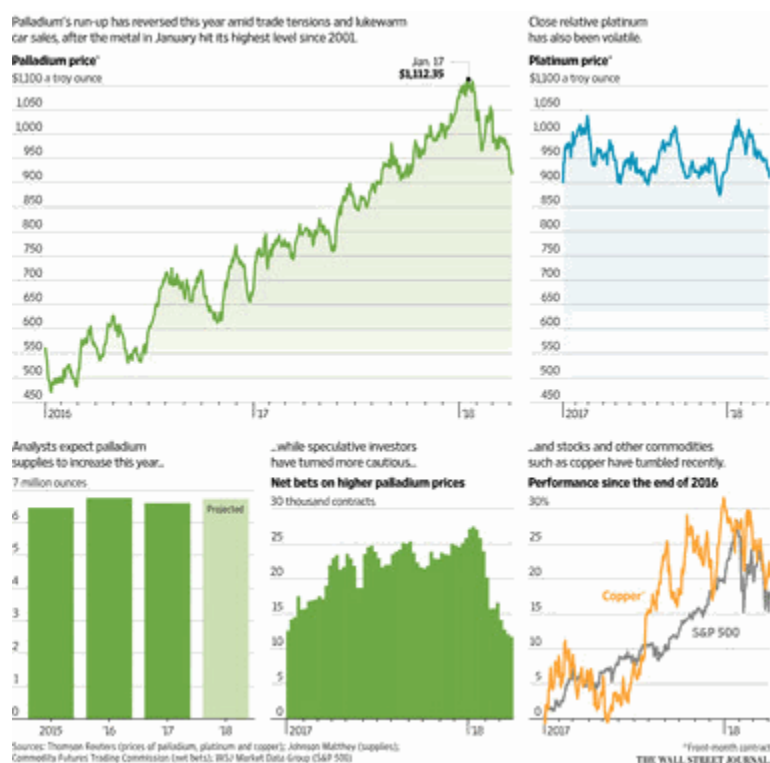 Palladium's run-up has reversed this year amid trade tensions and lukewarm
car sales, after the metal in January hit its highest level since 2001.
Palladium price*
$1,100 a troy ounce
Jan. 17
$1,112.35
1,050
1,000
950
900
850
800
750
700
650
600
550
500
450
2016
'17
'18
Close relative platinum
has also been volatile.
Platinum price*
$1,100 a troy ounce
1,050
1,000
950
900
850
800
750
700
650
600
550
500
450
2017
'18
Analysts expect palladium
supplies to increase this year...
7 million ounces
Projected
6
5
4
3
2
1
0
2015
'16
'17
'18
...while speculative investors
have turned more cautious...
Net bets on higher palladium prices
30 thousand contracts
25
20
15
10
5
0
2017
'18
...and stocks and other commodities
such as copper have tumbled recently.
Performance since the end of 2016
30%
25
20
Copper*
15
S&P 500
10
5
0
2017
'18
Sources: Thomson Reuters (prices of palladium, platinum and copper); Johnson Matthey (supplies);
Commodity Futures Trading Commission (net bets); WSJ Market Data Group (S&P 500)
*Front-month contract
THE WALL STREET JOURNAL